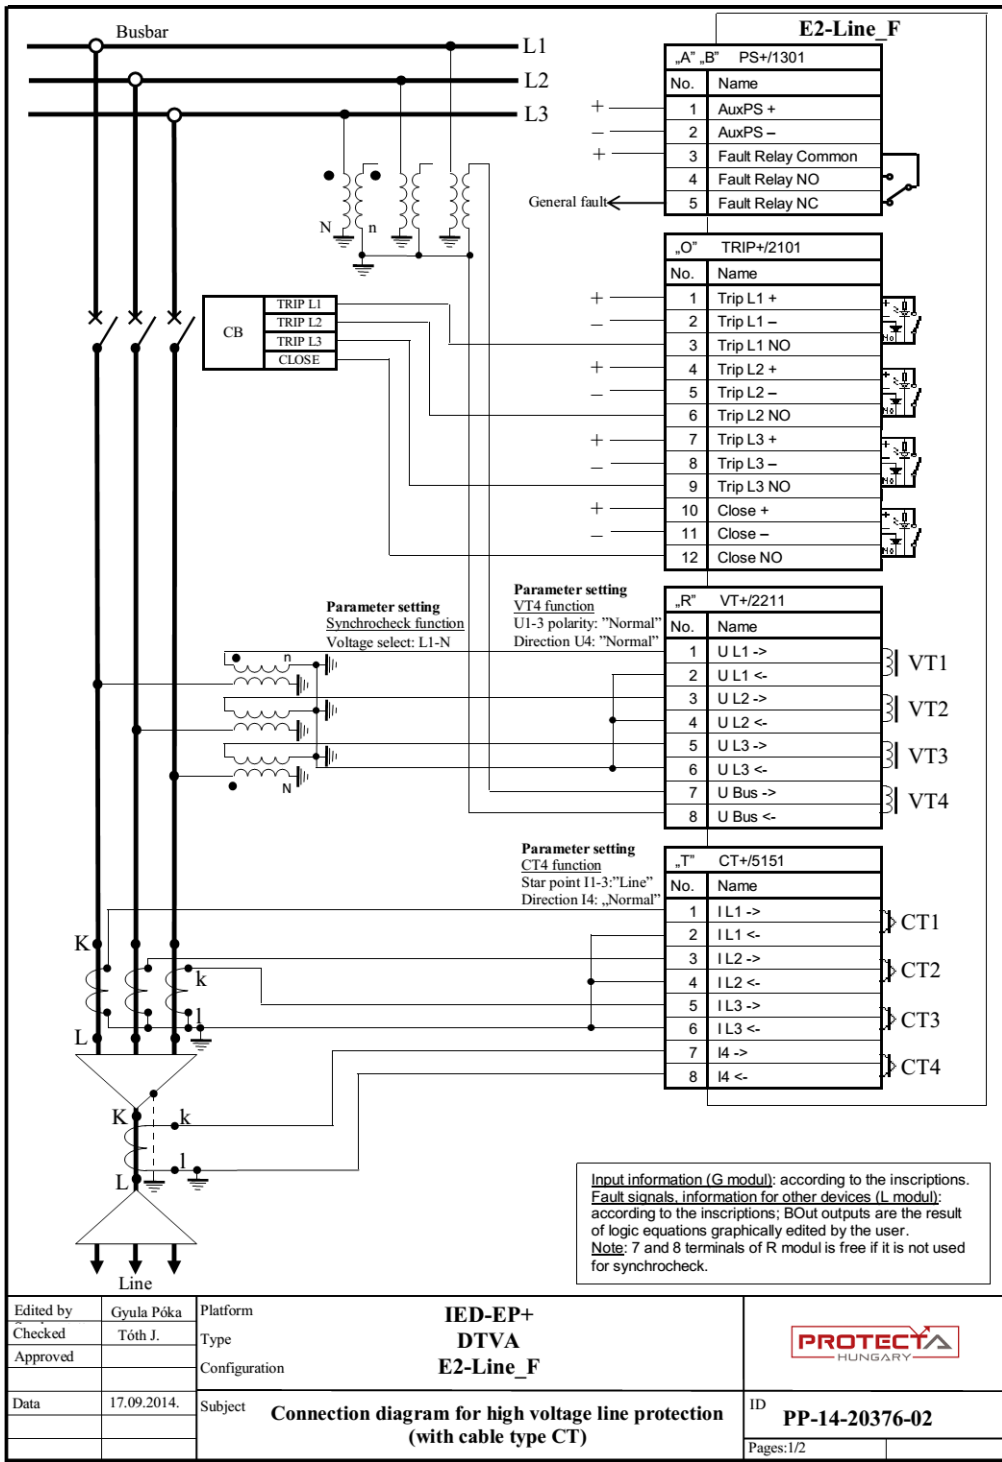 Busbar
L1
L2
L3
E2-Line_F
„A" „B" PS+/1301
No. Name
+ 1 AuxPS +
– 2 AuxPS –
+ 3 Fault Relay Common
4 Fault Relay NO
General fault 5 Fault Relay NC
N n
„O" TRIP+/2101
No. Name
+ 1 Trip L1 +
– 2 Trip L1 –
3 Trip L1 NO
+ 4 Trip L2 +
– 5 Trip L2 –
6 Trip L2 NO
+ 7 Trip L3 +
– 8 Trip L3 –
9 Trip L3 NO
+ 10 Close +
– 11 Close –
12 Close NO
CB
TRIP L1
TRIP L2
TRIP L3
CLOSE
Parameter setting
Synchrocheck function
Voltage select: L1-N
Parameter setting
VT4 function
U1-3 polarity: "Normal"
Direction U4: "Normal"
„R" VT+/2211
No. Name
1 U L1 ->
2 U L1 <-
3 U L2 ->
4 U L2 <-
5 U L3 ->
6 U L3 <-
7 U Bus ->
8 U Bus <-
VT1
VT2
VT3
VT4
n
N
Parameter setting
CT4 function
Star point I1-3:"Line"
Direction I4: „Normal"
„T" CT+/5151
No. Name
1 I L1 ->
2 I L1 <-
3 I L2 ->
4 I L2 <-
5 I L3 ->
6 I L3 <-
7 I4 ->
8 I4 <-
CT1
CT2
CT3
CT4
K
k
l
L
K
k
l
L
Line
Input information (G modul): according to the inscriptions.
Fault signals, information for other devices (L modul):
according to the inscriptions; BOut outputs are the result
of logic equations graphically edited by the user.
Note: 7 and 8 terminals of R modul is free if it is not used
for synchrocheck.
Edited by Gyula Póka
Checked Tóth J.
Approved
Data 17.09.2014.
Platform IED-EP+
Type DTVA
Configuration E2-Line_F
Subject Connection diagram for high voltage line protection
(with cable type CT)
PROTECTA
HUNGARY
ID
PP-14-20376-02
Pages:1/2